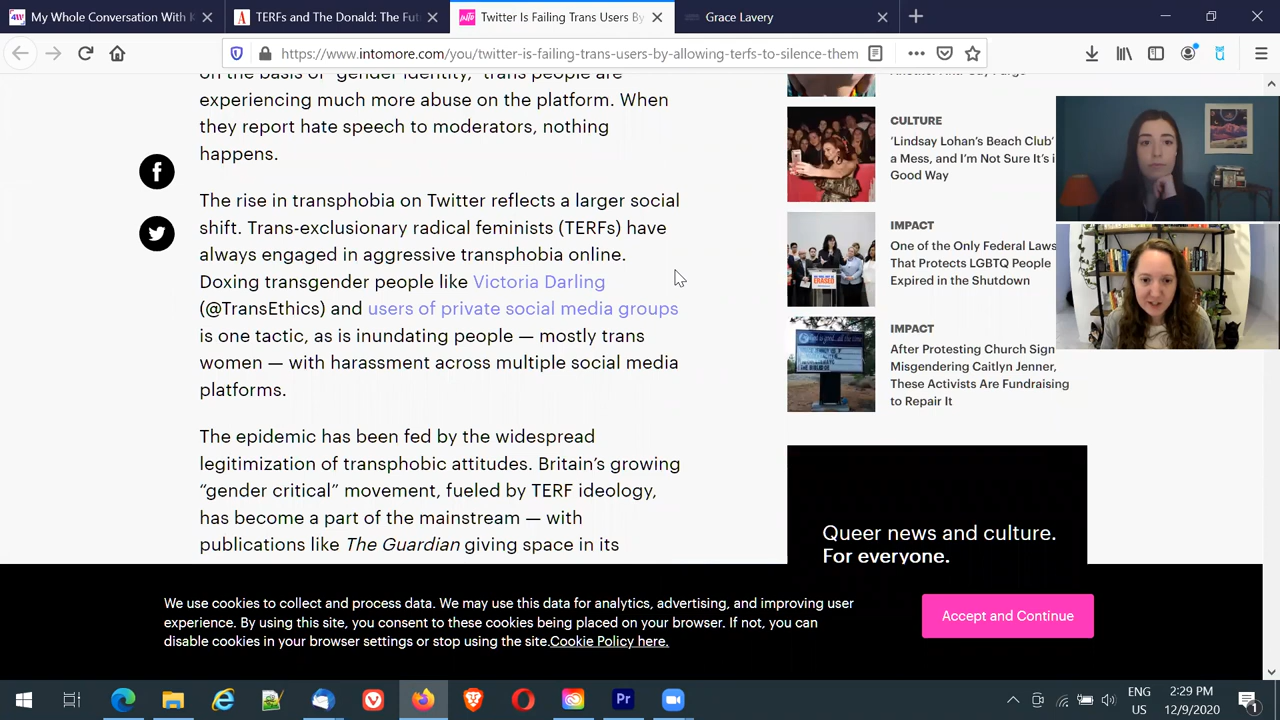 My Whole Conversation With
TERFs and The Donald: The Fut
INTO
Twitter Is Failing Trans Users By
Grace Lavery
https://www.intomore.com/you/twitter-is-failing-trans-users-by-allowing-terfs-to-silence-them
on the basis of "gender identity," trans people are
experiencing much more abuse on the platform. When
they report hate speech to moderators, nothing
happens.
The rise in transphobia on Twitter reflects a larger social
shift. Trans-exclusionary radical feminists (TERFs) have
always engaged in aggressive transphobia online.
Doxing transgender people like Victoria Darling
(@TransEthics) and users of private social media groups
is one tactic, as is inundating people — mostly trans
women — with harassment across multiple social media
platforms.
The epidemic has been fed by the widespread
legitimization of transphobic attitudes. Britain's growing
"gender critical" movement, fueled by TERF ideology,
has become a part of the mainstream — with
publications like The Guardian giving space in its
CULTURE
'Lindsay Lohan's Beach Club'
a Mess, and I'm Not Sure It's i
Good Way
IMPACT
One of the Only Federal Laws
That Protects LGBTQ People
Expired in the Shutdown
IMPACT
After Protesting Church Sign
Misgendering Caitlyn Jenner,
These Activists Are Fundraising
to Repair It
Queer news and culture.
For everyone.
We use cookies to collect and process data. We may use this data for analytics, advertising, and improving user
experience. By using this site, you consent to these cookies being placed on your browser. If not, you can
disable cookies in your browser settings or stop using the site.Cookie Policy here.
Accept and Continue
Pr
ENG
US
2:29 PM
12/9/2020
1